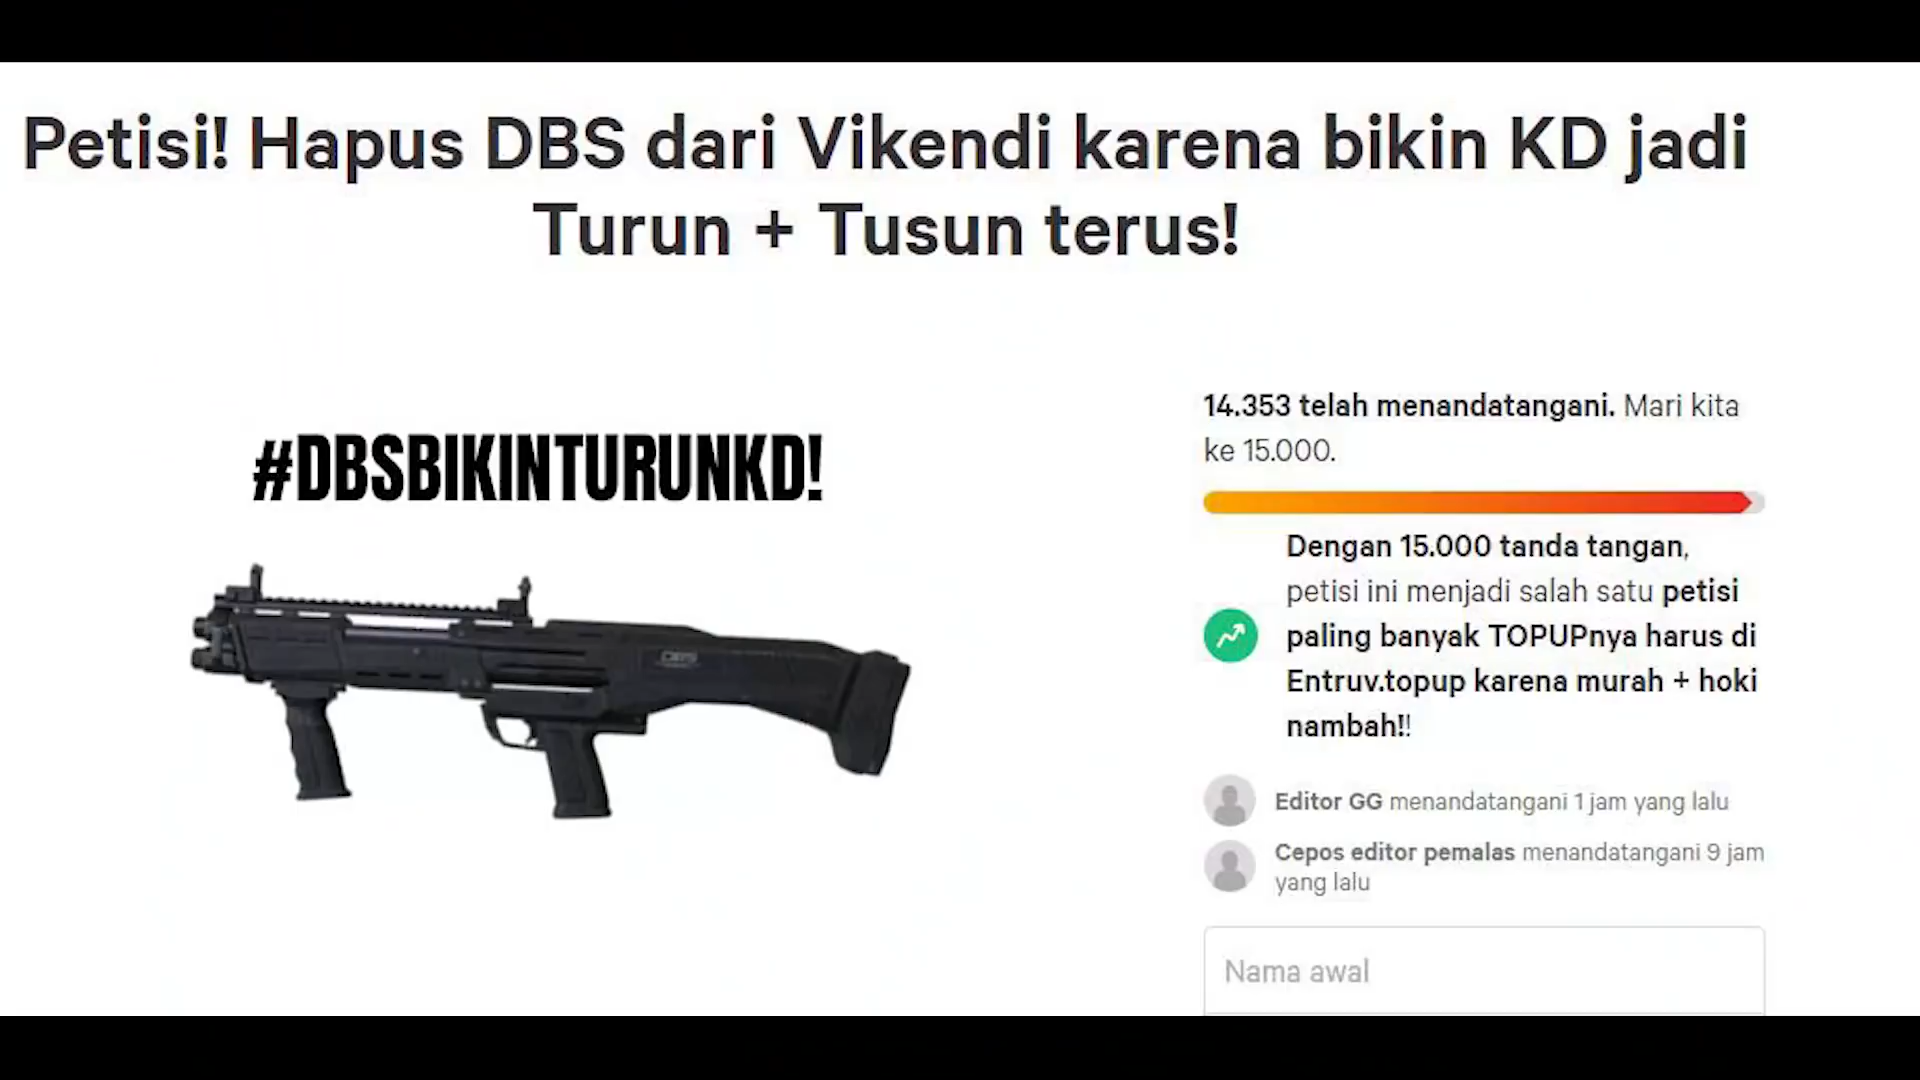 Petisi! Hapus DBS dari Vikendi karena bikin KD jadi
Turun + Tusun terus!
14.353 telah menandatangani. Mari kita
ke 15.000.
#DBSBIKINTURUNKD!
Dengan 15.000 tanda tangan,
petisi ini menjadi salah satu petisi
paling banyak TOPUPnya harus di
Entruv.topup karena murah + hoki
nambah!!
DBS
Editor GG menandatangani 1 jam yang lalu
Cepos editor pemalas menandatangani 9 jam
yang lalu
Nama awal